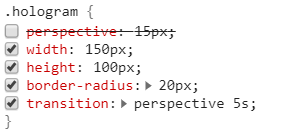 .hologram {
perspective: 15px;
width: 150px;
height: 100px;
border-radius: 20px;
transition: perspective 5s;
}